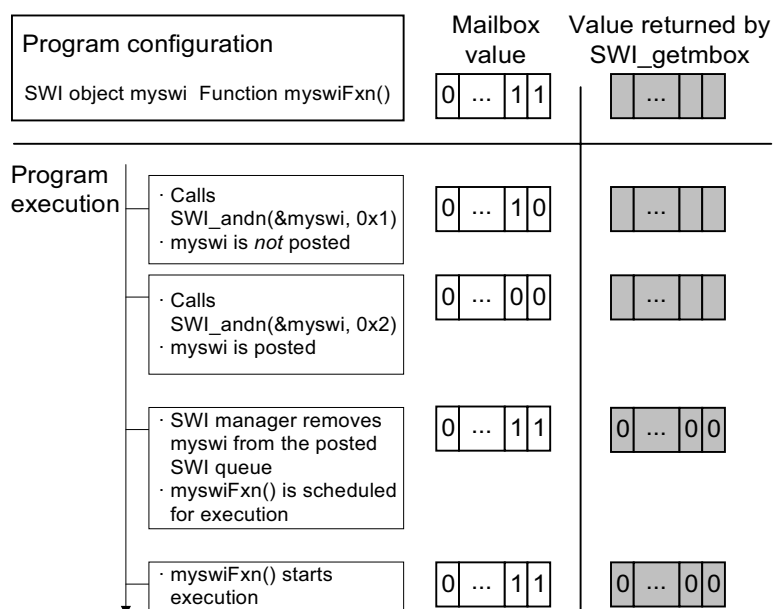 Program configuration
SWI object myswi Function myswiFxn()
Mailbox
value
Value returned by
SWI_getmbox
0 ... 1 1
...
Program
execution
· Calls
SWI_andn(&myswi, 0x1)
· myswi is not posted
0 ... 1 0
...
· Calls
SWI_andn(&myswi, 0x2)
· myswi is posted
0 ... 0 0
...
· SWI manager removes
myswi from the posted
SWI queue
· myswiFxn() is scheduled
for execution
0 ... 1 1
0 ... 0 0
· myswiFxn() starts
execution
0 ... 1 1
0 ... 0 0